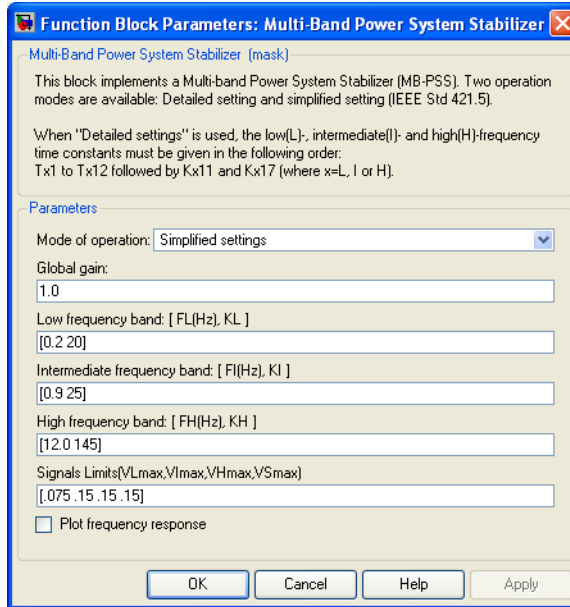 Function Block Parameters: Multi-Band Power System Stabilizer
Multi-Band Power System Stabilizer (mask)
This block implements a Multi-band Power System Stabilizer (MB-PSS). Two operation
modes are available: Detailed setting and simplified setting (IEEE Std 421.5).
When "Detailed settings" is used, the low(L)-, intermediate(I)- and high(H)-frequency
time constants must be given in the following order:
Tx1 to Tx12 followed by Kx11 and Kx17 (where x=L, I or H).
Parameters
Mode of operation: Simplified settings
Global gain:
1.0
Low frequency band: [ FL(Hz), KL ]
[0.2 20]
Intermediate frequency band: [ FI(Hz), KI ]
[0.9 25]
High frequency band: [ FH(Hz), KH ]
[12.0 145]
Signals Limits(VLmax,VImax,VHmax,VSmax)
[.075 .15 .15 .15]
Plot frequency response
OK Cancel Help Apply